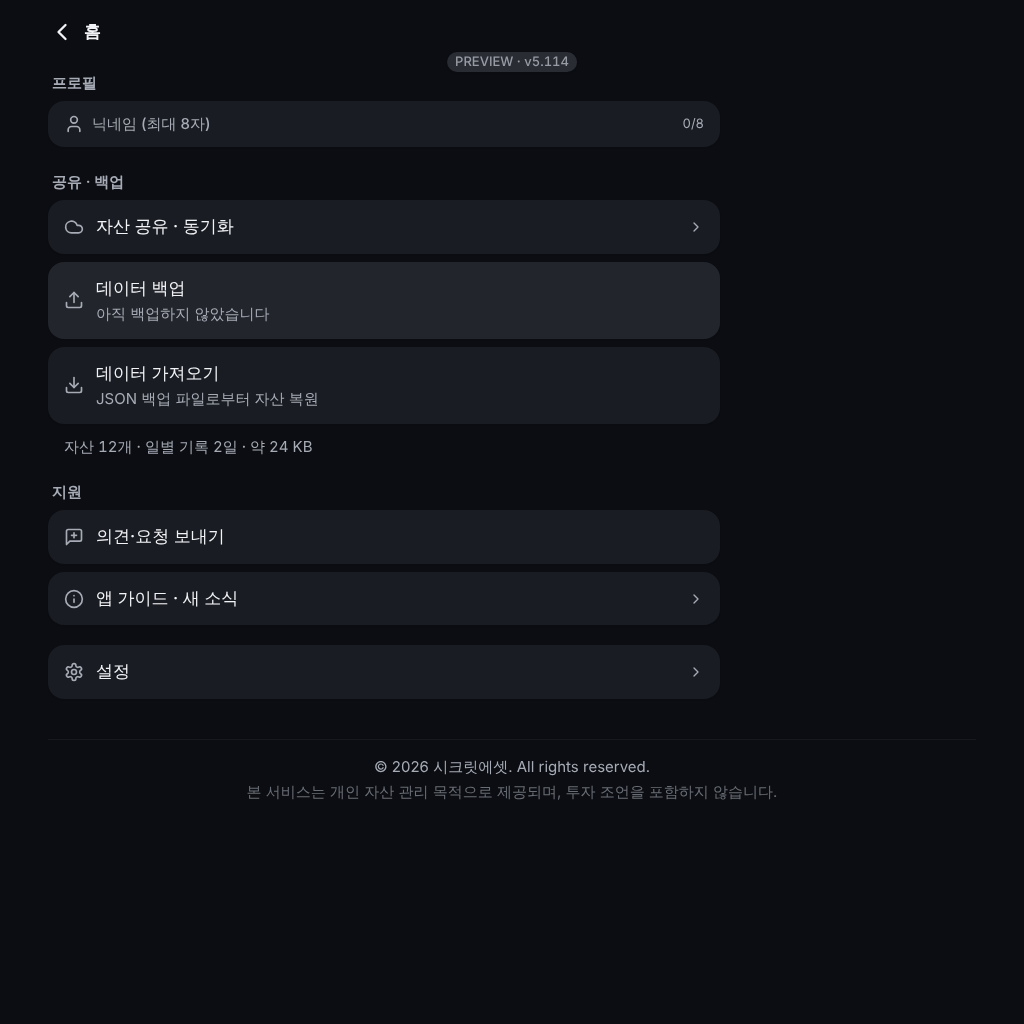 홈
PREVIEW · v5.114
프로필
닉네임 (최대 8자)
0/8
공유 · 백업
자산 공유 · 동기화
데이터 백업
아직 백업하지 않았습니다
데이터 가져오기
JSON 백업 파일로부터 자산 복원
자산 12개 · 일별 기록 2일 · 약 24 KB
지원
의견·요청 보내기
앱 가이드 · 새 소식
설정
© 2026 시크릿에셋. All rights reserved.
본 서비스는 개인 자산 관리 목적으로 제공되며, 투자 조언을 포함하지 않습니다.